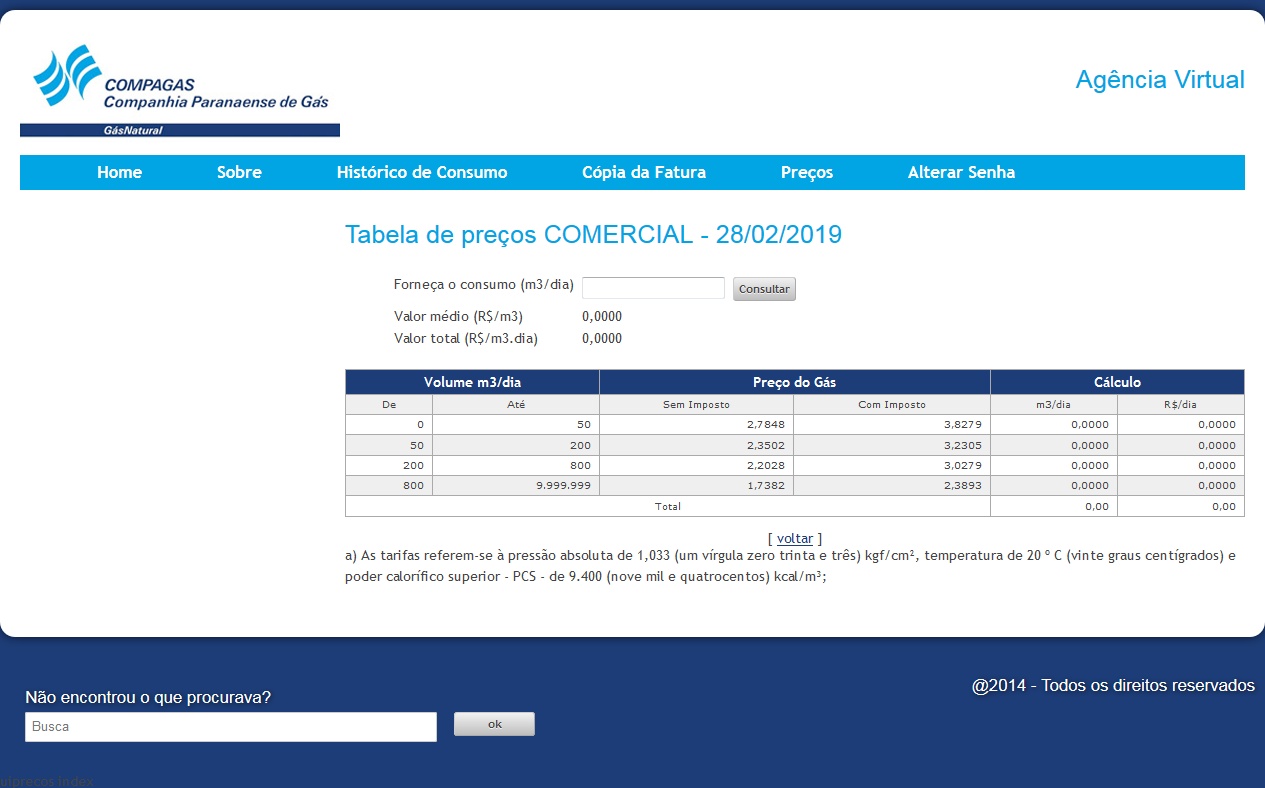 COMPAGAS
Companhia Paranaense de Gás
GásNatural
Agência Virtual
Home Sobre Histórico de Consumo Cópia da Fatura Preços Alterar Senha
Tabela de preços COMERCIAL - 28/02/2019
Forneça o consumo (m3/dia) Consultar
Valor médio (R$/m3) 0,0000
Valor total (R$/m3.dia) 0,0000
Volume m3/dia Preço do Gás Cálculo
De Até Sem Imposto Com Imposto m3/dia R$/dia
0 50 2,7848 3,8279 0,0000 0,0000
50 200 2,3502 3,2305 0,0000 0,0000
200 800 2,2028 3,0279 0,0000 0,0000
800 9.999.999 1,7382 2,3893 0,0000 0,0000
Total 0,00 0,00
[ voltar ]
a) As tarifas referem-se à pressão absoluta de 1,033 (um vírgula zero trinta e três) kgf/cm², temperatura de 20 º C (vinte graus centígrados) e
poder calorífico superior - PCS - de 9.400 (nove mil e quatrocentos) kcal/m³;
@2014 - Todos os direitos reservados
Não encontrou o que procurava?
Busca ok